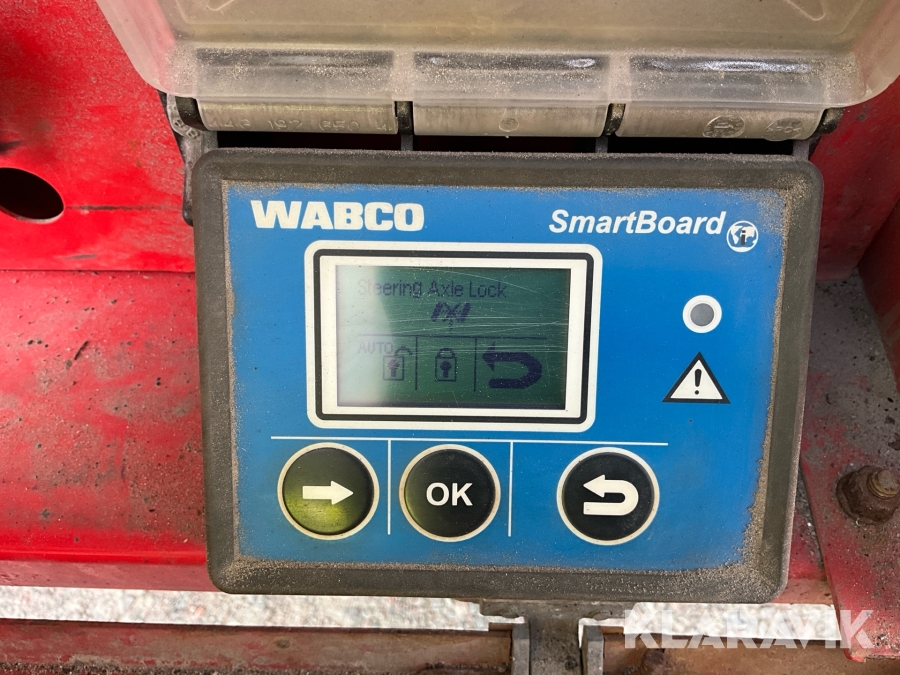 WABCO
SmartBoard
Steering Axle Lock
AUTO
OK
KLARAVIK